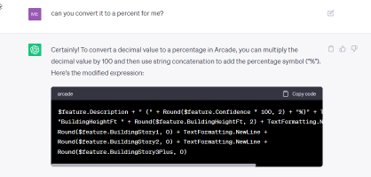 ME
can you convert it to a percent for me?
Certainly! To convert a decimal value to a percentage in Arcade, you can multiply the
decimal value by 100 and then use string concatenation to add the percentage symbol ("%").
Here's the modified expression:
arcade
Copy code
$feature.Description + " (" + Round($feature.Confidence * 100, 2) + "%)" +
"BuildingHeightFt " + Round($feature.BuildingHeightFt, 2) + TextFormatting.N
Round($feature.BuildingStory1, 0) + TextFormatting.NewLine +
Round($feature.BuildingStory2, 0) + TextFormatting.NewLine +
Round($feature.BuildingStory3Plus, 0)